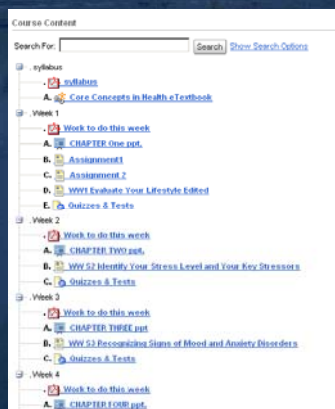 Course Content
Search For: Search Show Search Options
. syllabus
. syllabus
A. Core Concepts in Health eTextbook
. Week 1
. Work to do this week
A. CHAPTER One ppt.
B. Assignment1
C. Assignment 2
D. WW1 Evaluate Your Lifestyle Edited
E. Quizzes & Tests
. Week 2
. Work to do this week
A. CHAPTER TWO ppt.
B. WW S2 Identify Your Stress Level and Your Key Stressors
C. Quizzes & Tests
. Week 3
. Work to do this week
A. CHAPTER THREE ppt
B. WW S3 Recognizing Signs of Mood and Anxiety Disorders
C. Quizzes & Tests
. Week 4
. Work to do this week
A. CHAPTER FOUR ppt.